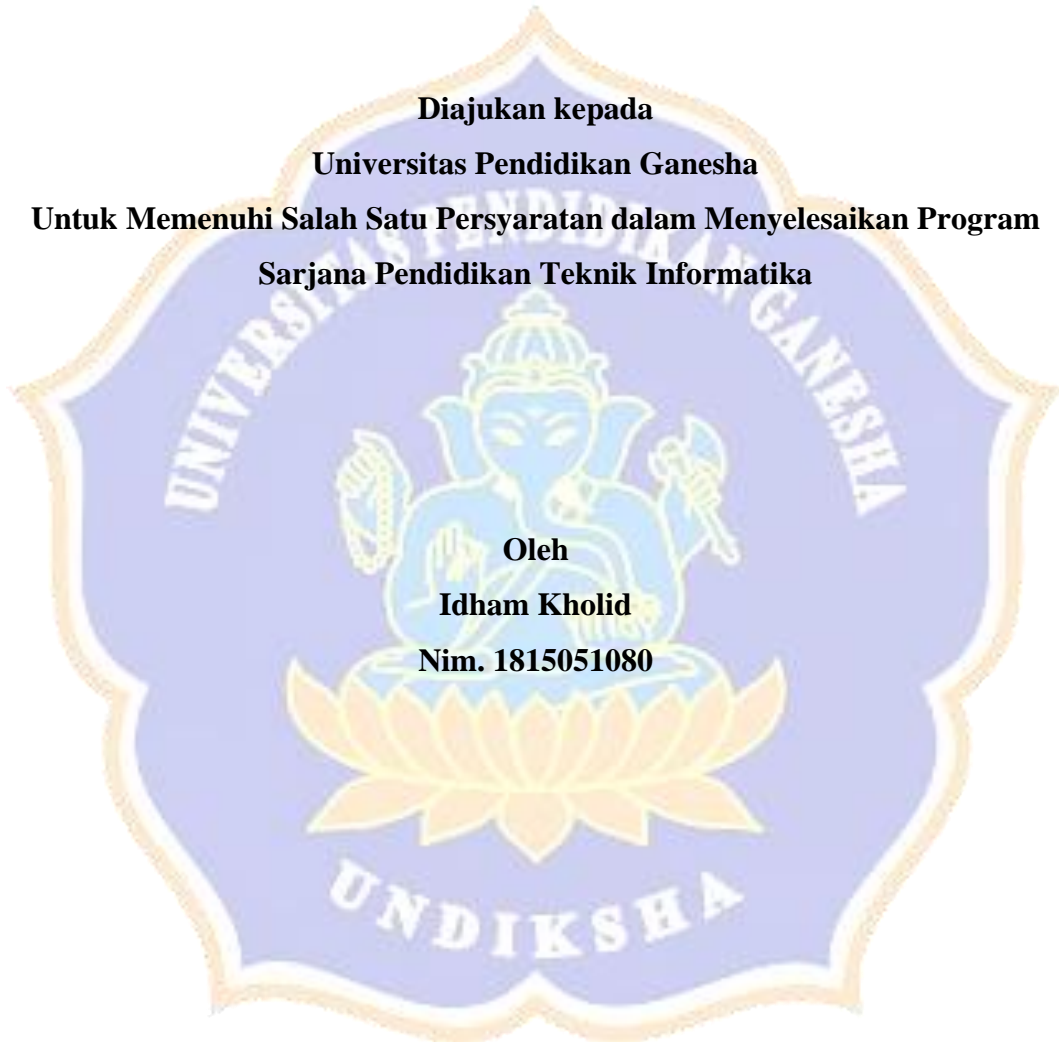 Diajukan kepada
Universitas Pendidikan Ganesha
Untuk Memenuhi Salah Satu Persyaratan dalam Menyelesaikan Program
Sarjana Pendidikan Teknik Informatika
UNIVERSITAS PENDIDIKAN GANESHA
Oleh
Idham Kholid
Nim. 1815051080
UNDIKSHA